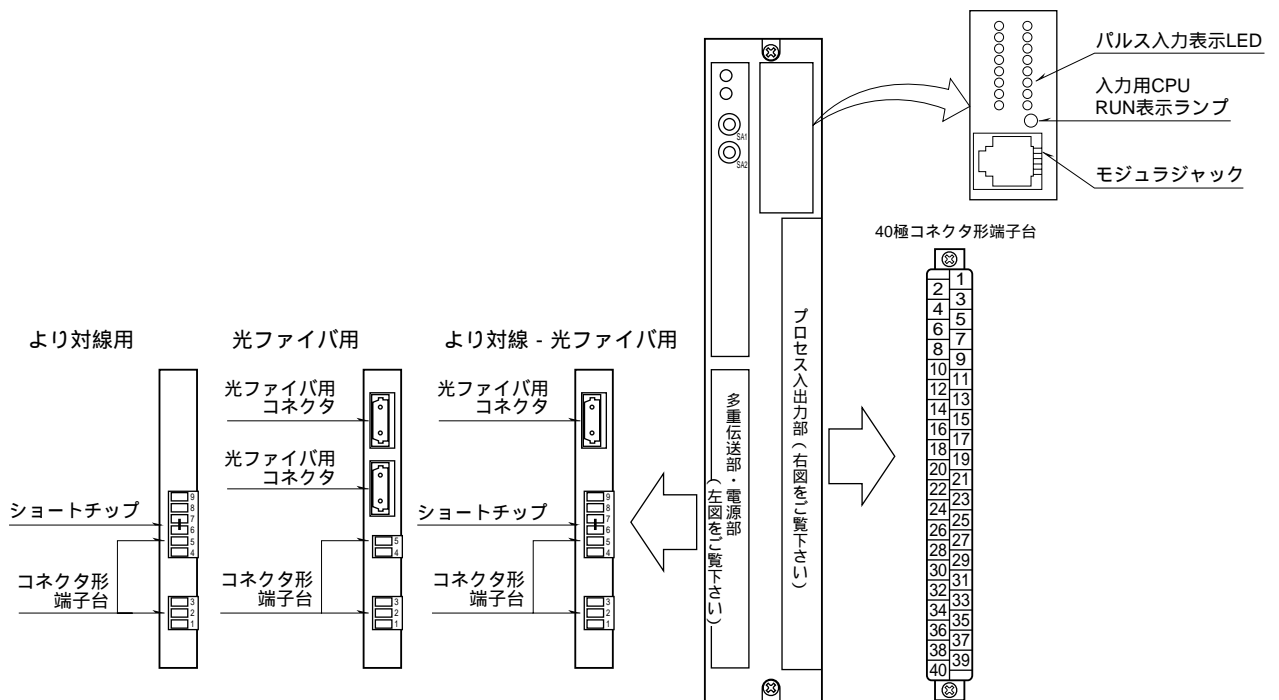 パルス入力表示LED
入力用CPU
RUN表示ランプ
モジュラジャック
SA1
SA2
40極コネクタ形端子台
1
2
3
4
5
6
7
8
9
10
11
12
13
14
15
16
17
18
19
20
21
22
23
24
25
26
27
28
29
30
31
32
33
34
35
36
37
38
39
40
プロセス入出力部(右図をご覧下さい)
多重伝送部・電源部
(左図をご覧下さい)
より対線用
ショートチップ
コネクタ形
端子台
9
8
7
6
5
4
3
2
1
光ファイバ用
光ファイバ用
コネクタ
光ファイバ用
コネクタ
コネクタ形
端子台
5
4
3
2
1
より対線 - 光ファイバ用
光ファイバ用
コネクタ
ショートチップ
コネクタ形
端子台
9
8
7
6
5
4
3
2
1